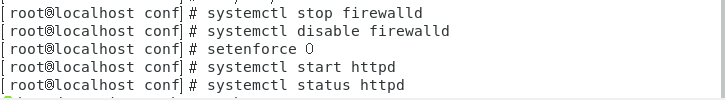 [root@localhost conf]# systemctl stop firewalld
[root@localhost conf]# systemctl disable firewalld
[root@localhost conf]# setenforce 0
[root@localhost conf]# systemctl start httpd
[root@localhost conf]# systemctl status httpd